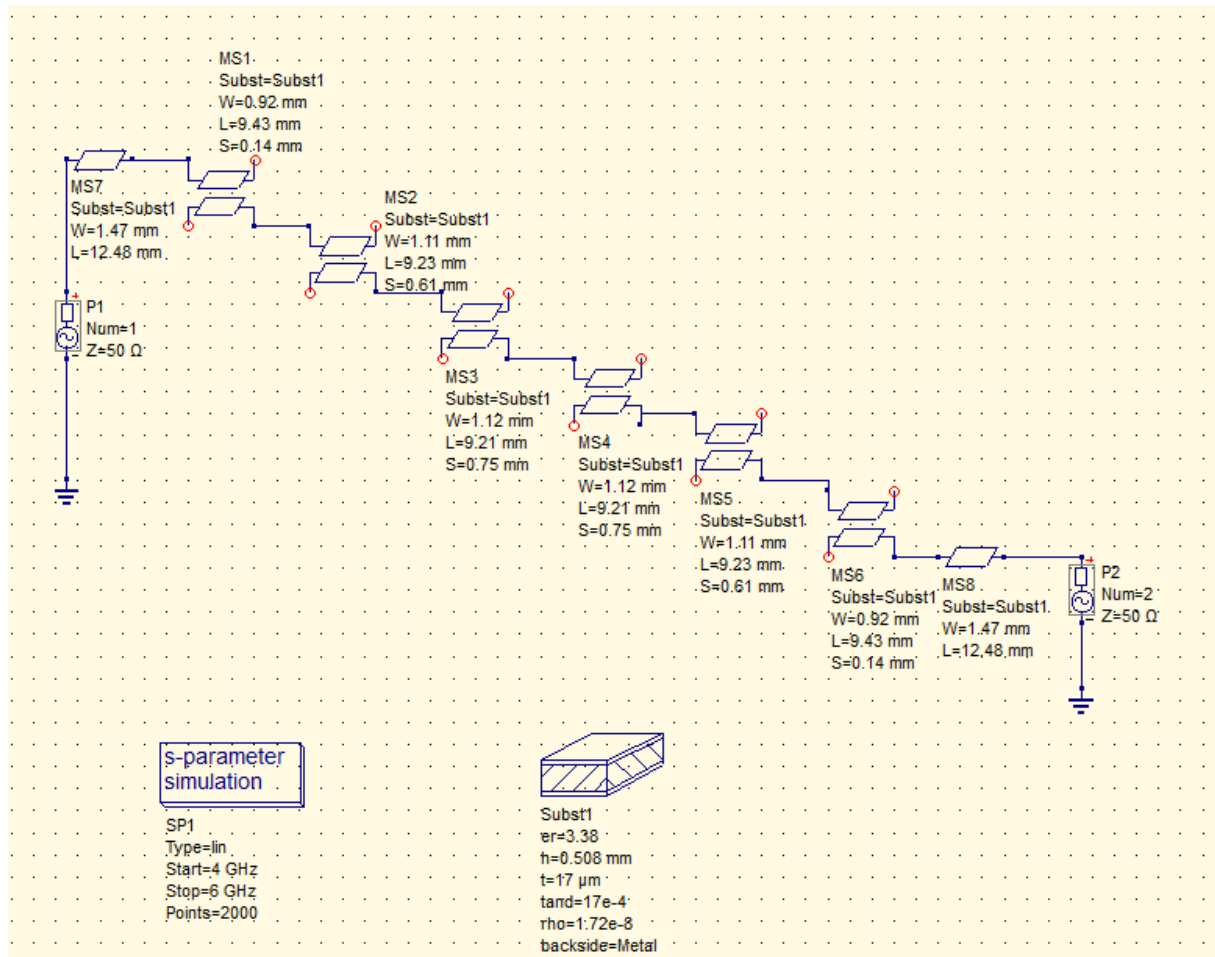 MS1
Subst=Subst1
W=0.92 mm
L=9.43 mm
S=0.14 mm
MS7
Subst=Subst1
W=1.47 mm
L=12.48 mm
MS2
Subst=Subst1
W=1.11 mm
L=9.23 mm
S=0.61 mm
P1
Num=1
Z=50 Ω
MS3
Subst=Subst1
W=1.12 mm
L=9.21 mm
S=0.75 mm
MS4
Subst=Subst1
W=1.12 mm
L=9.21 mm
S=0.75 mm
MS5
Subst=Subst1
W=1.11 mm
L=9.23 mm
S=0.61 mm
MS6
Subst=Subst1
W=0.92 mm
L=9.43 mm
S=0.14 mm
MS8
Subst=Subst1
W=1.47 mm
L=12.48 mm
P2
Num=2
Z=50 Ω
s-parameter
simulation
SP1
Type=lin
Start=4 GHz
Stop=6 GHz
Points=2000
Subst1
er=3.38
h=0.508 mm
t=17 µm
tand=17e-4
rho=1.72e-8
backside=Metal